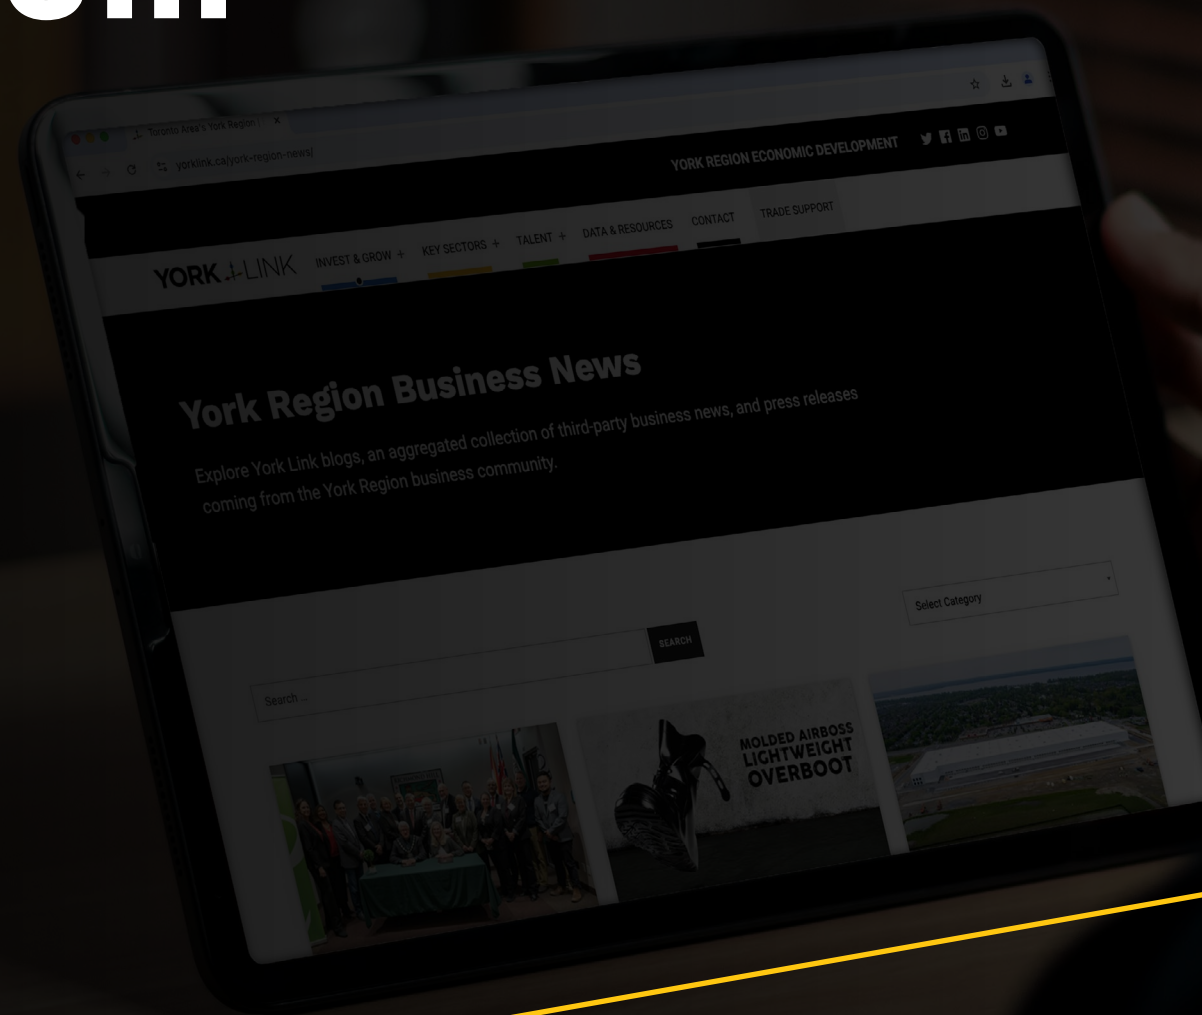 Toronto Area's York Region |
yorklink.ca/york-region-news/
YORK REGION ECONOMIC DEVELOPMENT
YORK LINK
INVEST & GROW +
KEY SECTORS +
TALENT +
DATA & RESOURCES
CONTACT
TRADE SUPPORT
York Region Business News
Explore York Link blogs, an aggregated collection of third-party business news, and press releases
coming from the York Region business community.
Select Category
Search ...
SEARCH
MOLDED AIRBOSS
LIGHTWEIGHT
OVERBOOT